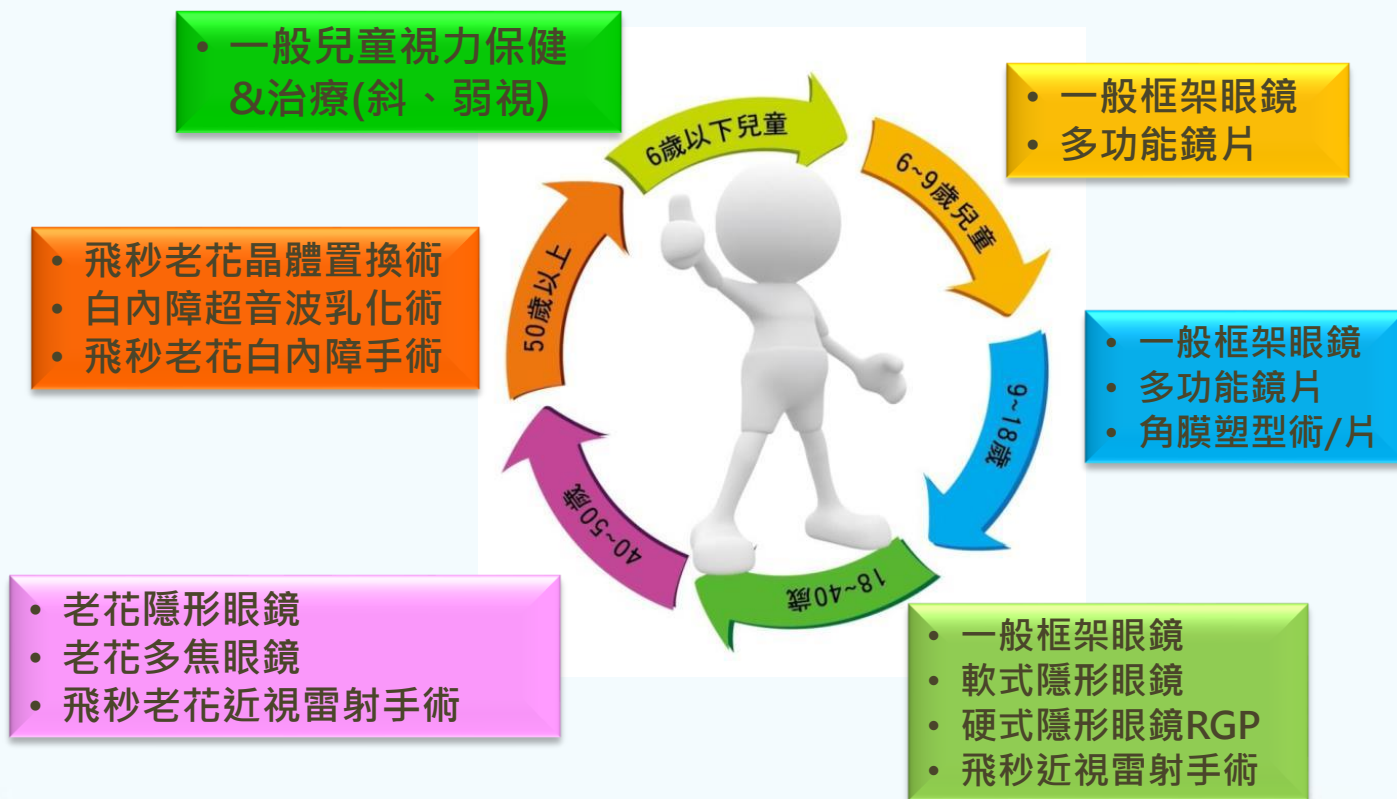 • 一般兒童視力保健
&治療(斜、弱視)
6歲以下兒童
• 一般框架眼鏡
• 多功能鏡片
6~9歲兒童
• 一般框架眼鏡
• 多功能鏡片
• 角膜塑型術/片
9~18歲
• 一般框架眼鏡
• 軟式隱形眼鏡
• 硬式隱形眼鏡RGP
• 飛秒近視雷射手術
18~40歲
• 老花隱形眼鏡
• 老花多焦眼鏡
• 飛秒老花近視雷射手術
40~50歲
• 飛秒老花晶體置換術
• 白內障超音波乳化術
• 飛秒老花白內障手術
50歲以上